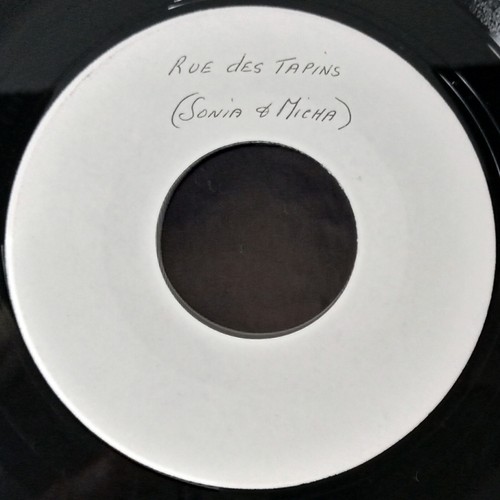 RUE des TAPINS
(SONIA & MICHA)